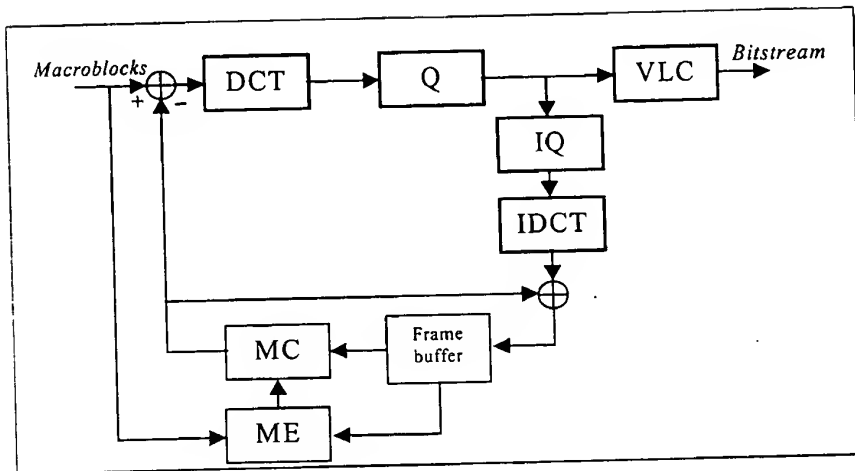 Macroblocks
DCT
Q
VLC
Bitstream
+
-
IQ
IDCT
MC
Frame
buffer
ME